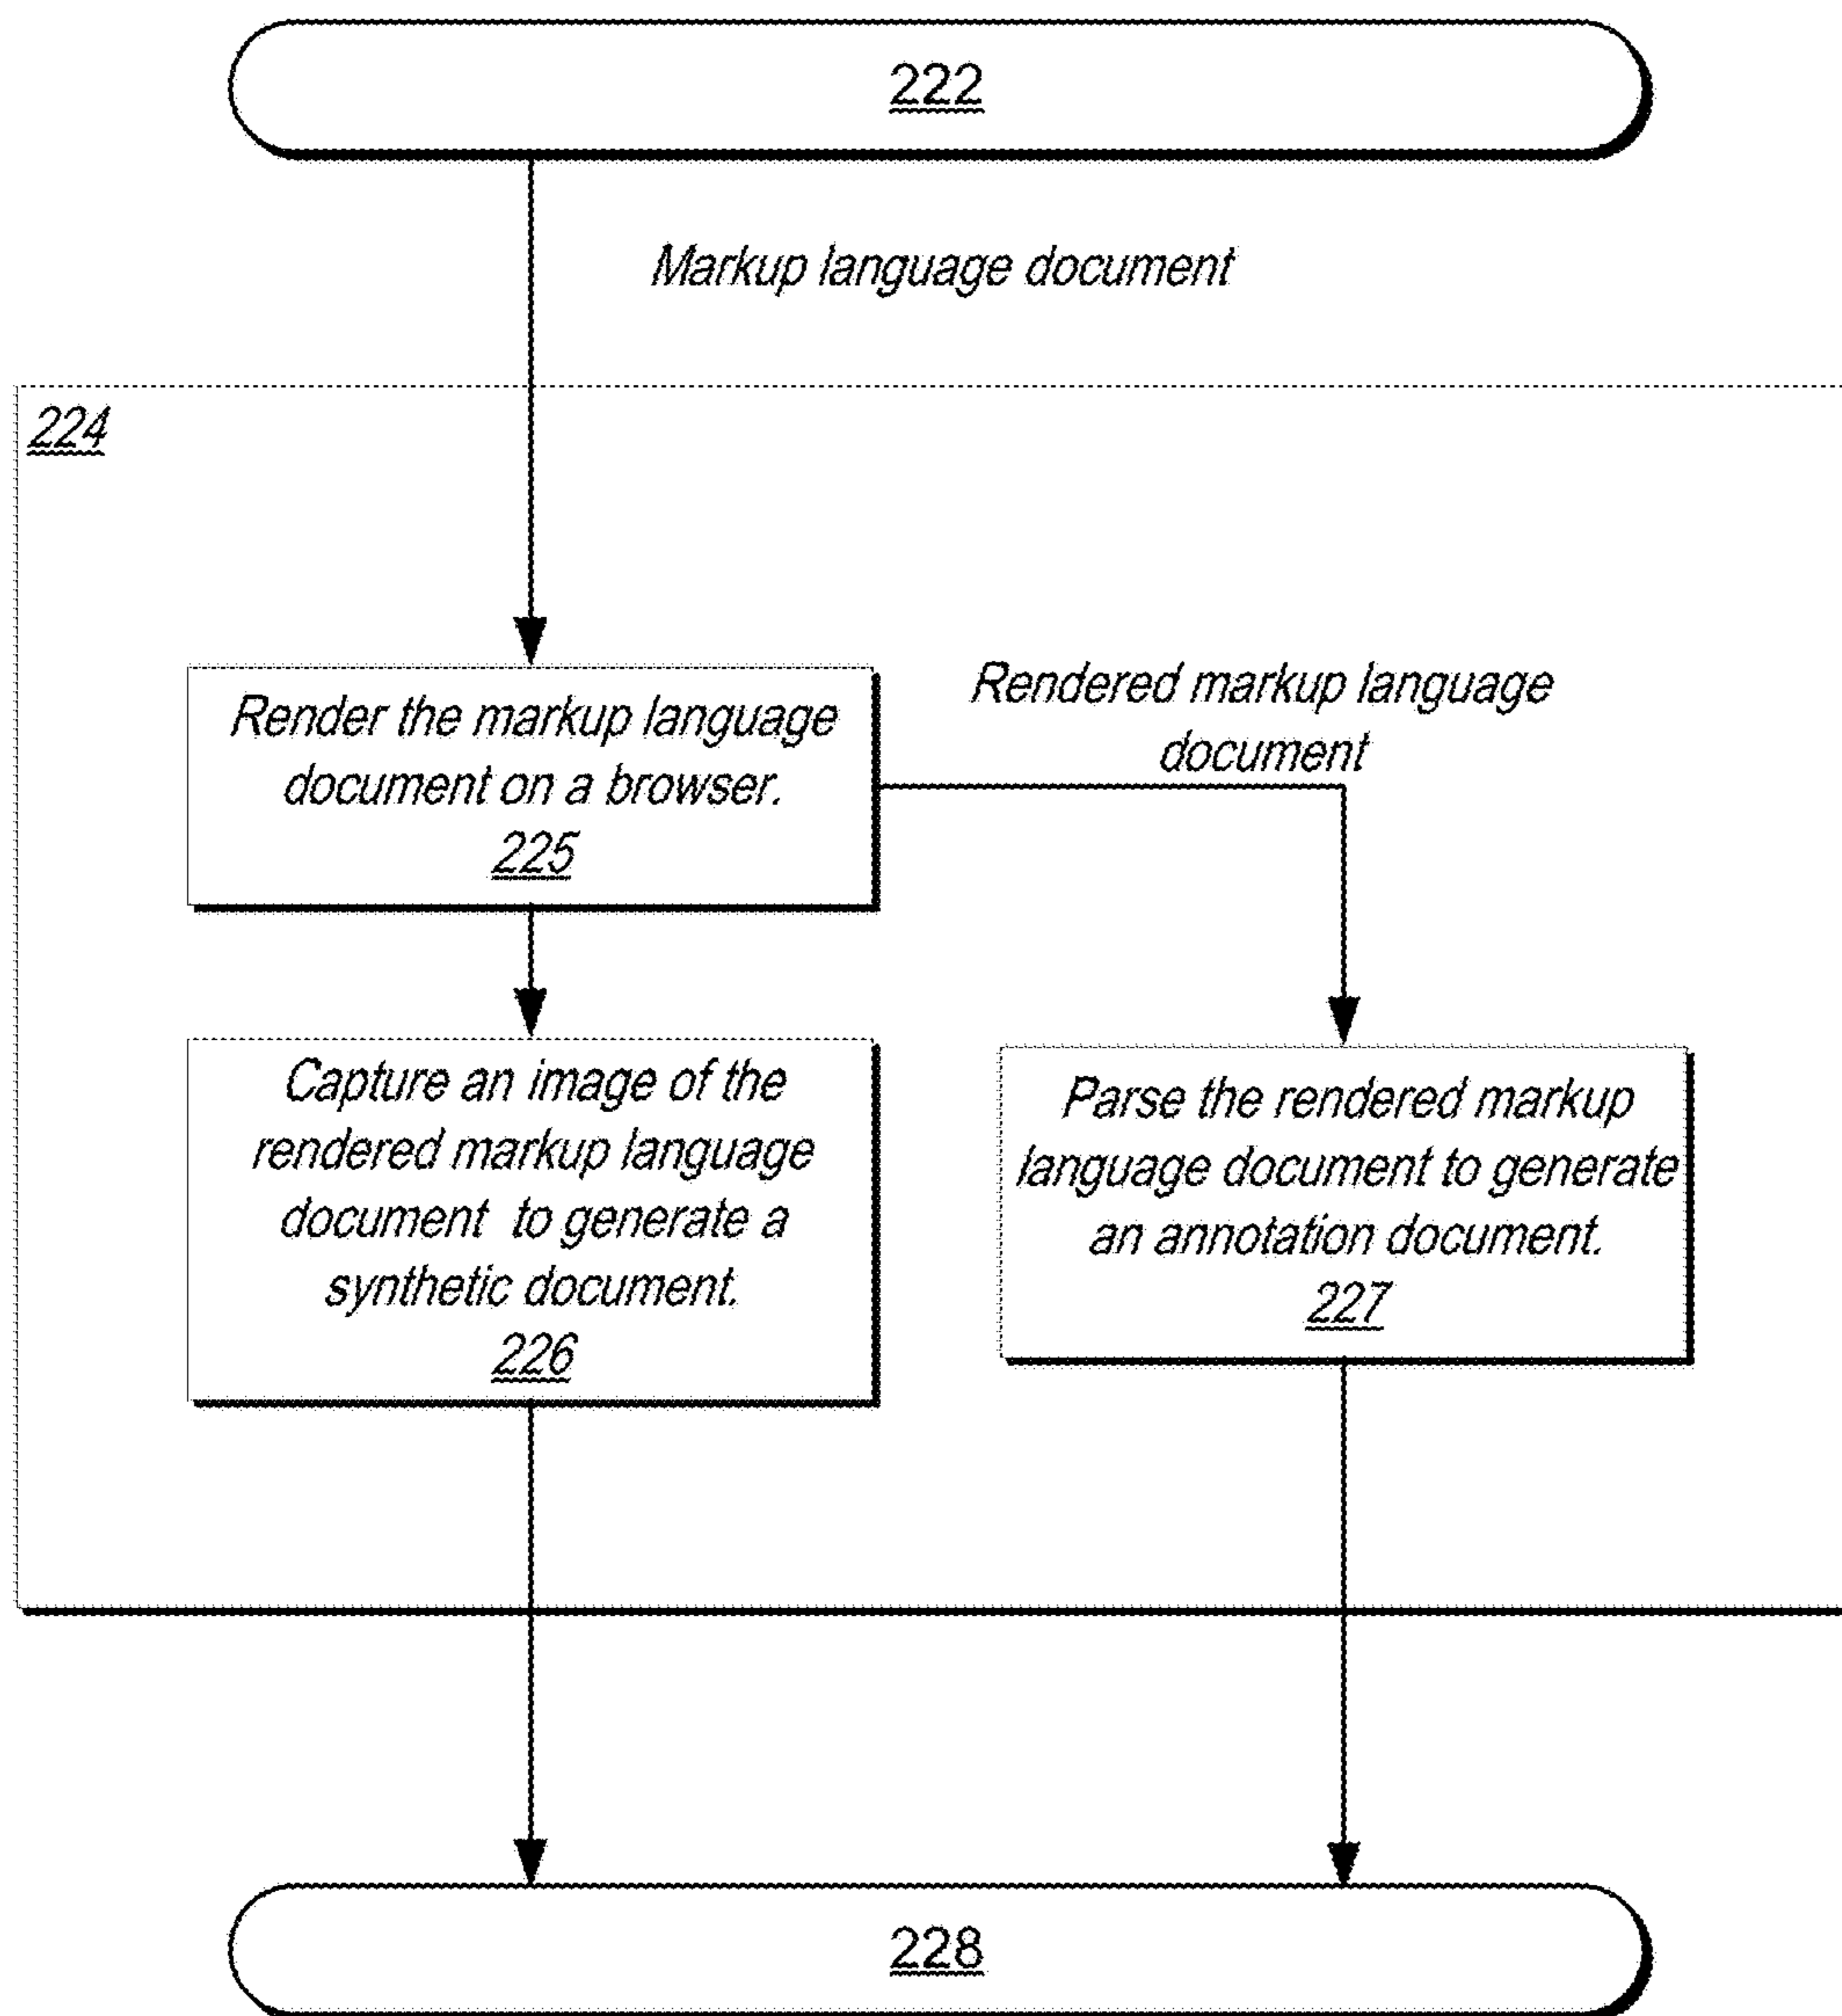 222
Markup language document
224
Render the markup language
document on a browser.
225
Rendered markup language
document
Capture an image of the
rendered markup language
document to generate a
synthetic document.
226
Parse the rendered markup
language document to generate
an annotation document.
227
228